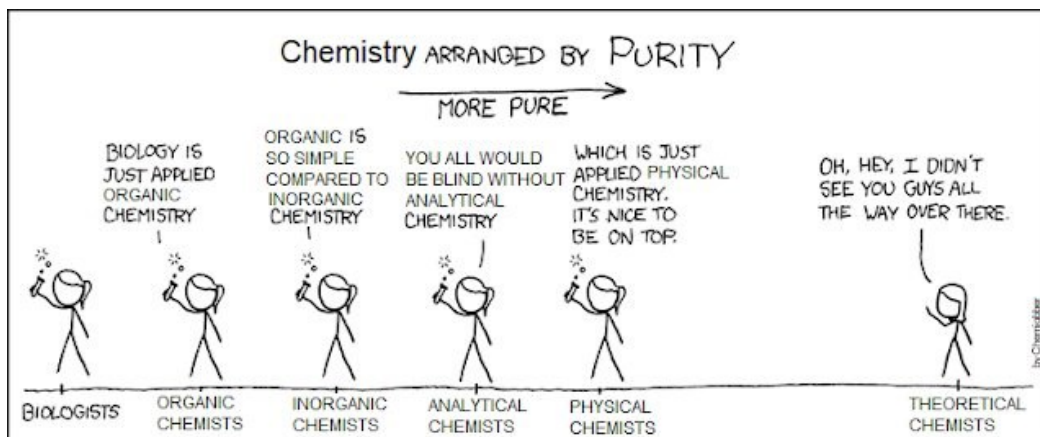 Chemistry ARRANGED BY PURITY
MORE PURE
BIOLOGY IS
JUST APPLIED
ORGANIC
CHEMISTRY
ORGANIC IS
SO SIMPLE
COMPARED TO
INORGANIC
CHEMISTRY
YOU ALL WOULD
BE BLIND WITHOUT
ANALYTICAL
CHEMISTRY
WHICH IS JUST
APPLIED PHYSICAL
CHEMISTRY.
IT'S NICE TO
BE ON TOP.
OH, HEY, I DIDN'T
SEE YOU GUYS ALL
THE WAY OVER THERE.
BIOLOGISTS
ORGANIC
CHEMISTS
INORGANIC
CHEMISTS
ANALYTICAL
CHEMISTS
PHYSICAL
CHEMISTS
THEORETICAL
CHEMISTS
by Chemjobber